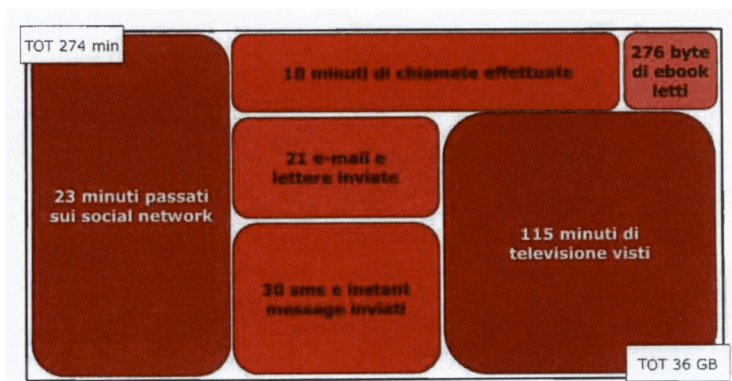 TOT 274 min
18 minuti di chiamate effettuate
276 byte
di ebook
letti
21 e-mail e
lettere inviate
23 minuti passati
sui social network
115 minuti di
televisione visti
30 sms e instant
message inviati
TOT 36 GB